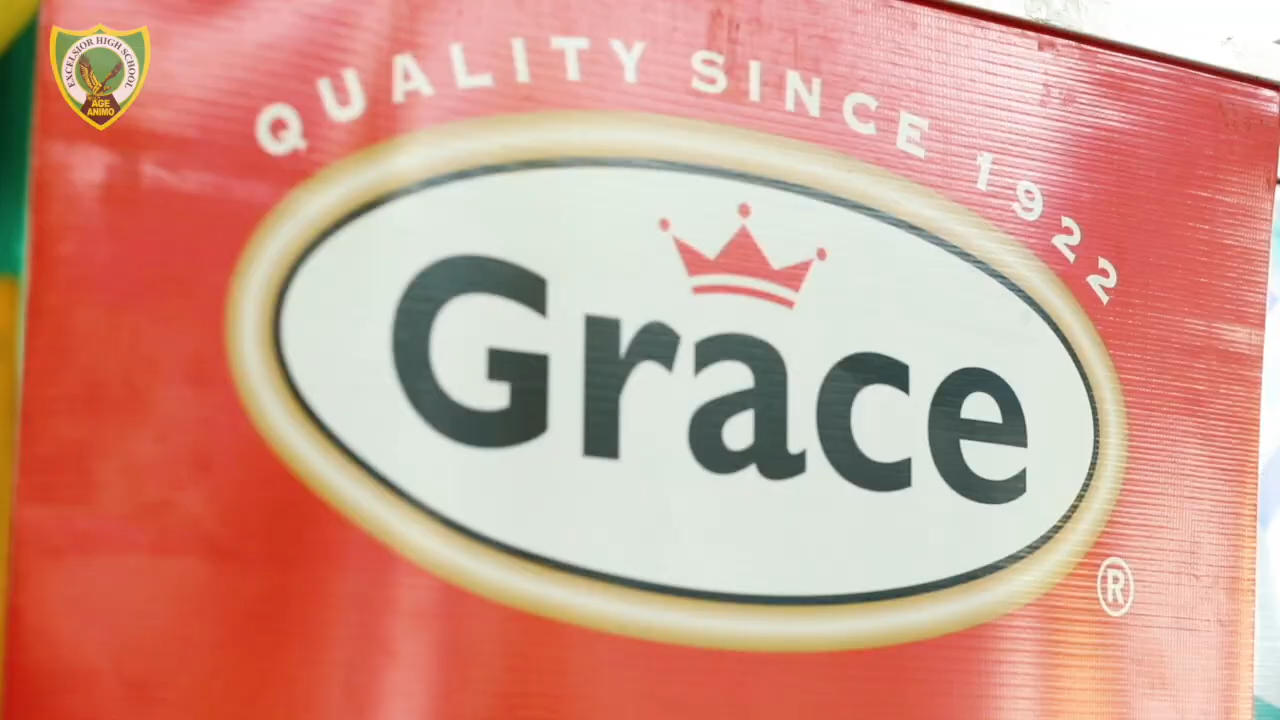 EXCELSIOR HIGH SCHOOL
AGE
ANIMO
QUALITY SINCE 1922
Grace
®